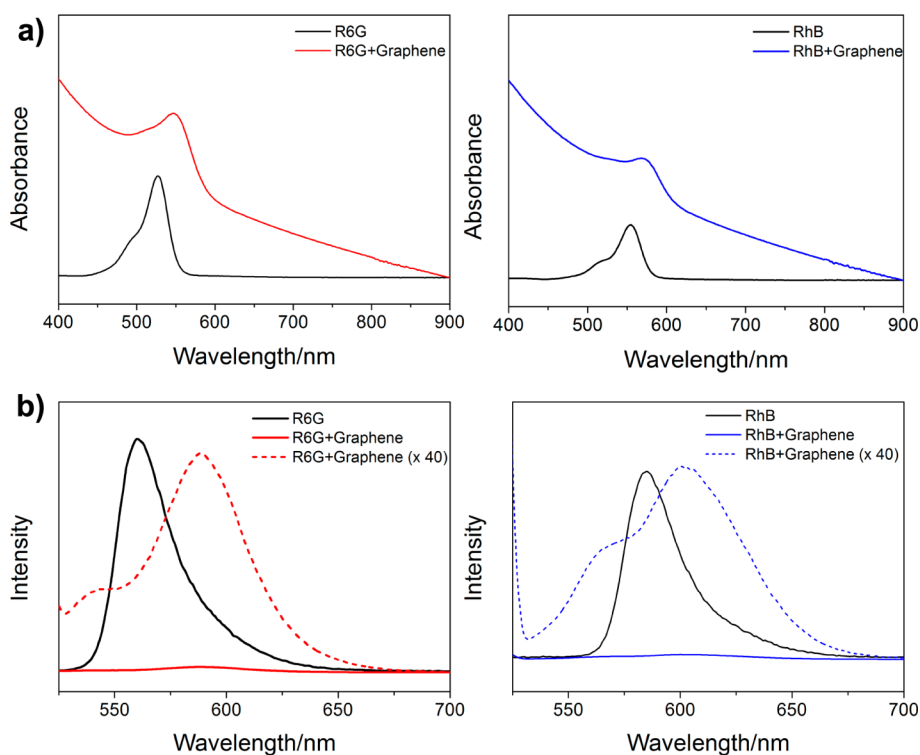 a)
R6G
R6G+Graphene
Absorbance
400 500 600 700 800 900
Wavelength/nm
RhB
RhB+Graphene
Absorbance
400 500 600 700 800 900
Wavelength/nm
b)
R6G
R6G+Graphene
R6G+Graphene (x 40)
Intensity
550 600 650 700
Wavelength/nm
RhB
RhB+Graphene
RhB+Graphene (x 40)
Intensity
550 600 650 700
Wavelength/nm